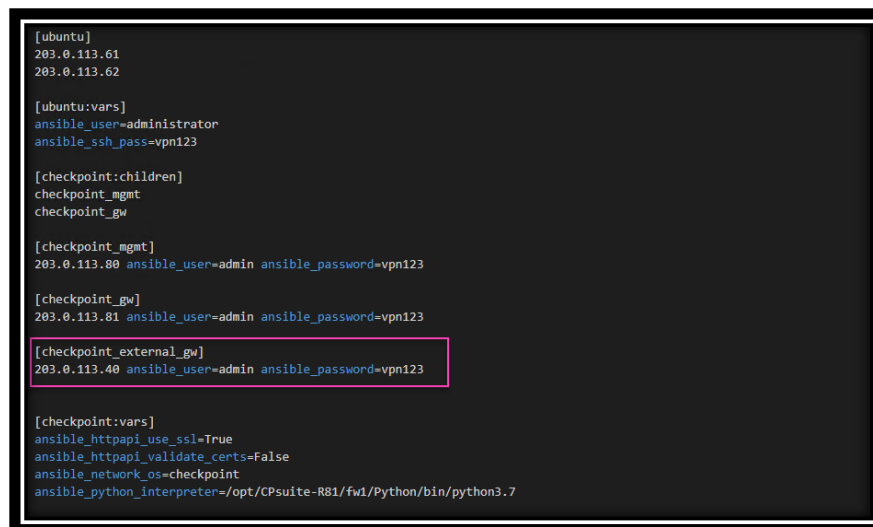 [ubuntu]
203.0.113.61
203.0.113.62
[ubuntu:vars]
ansible_user=administrator
ansible_ssh_pass=vpn123
[checkpoint:children]
checkpoint_mgmt
checkpoint_gw
[checkpoint_mgmt]
203.0.113.80 ansible_user=admin ansible_password=vpn123
[checkpoint_gw]
203.0.113.81 ansible_user=admin ansible_password=vpn123
[checkpoint_external_gw]
203.0.113.40 ansible_user=admin ansible_password=vpn123
[checkpoint:vars]
ansible_httpapi_use_ssl=True
ansible_httpapi_validate_certs=False
ansible_network_os=checkpoint
ansible_python_interpreter=/opt/CPsuite-R81/fw1/Python/bin/python3.7